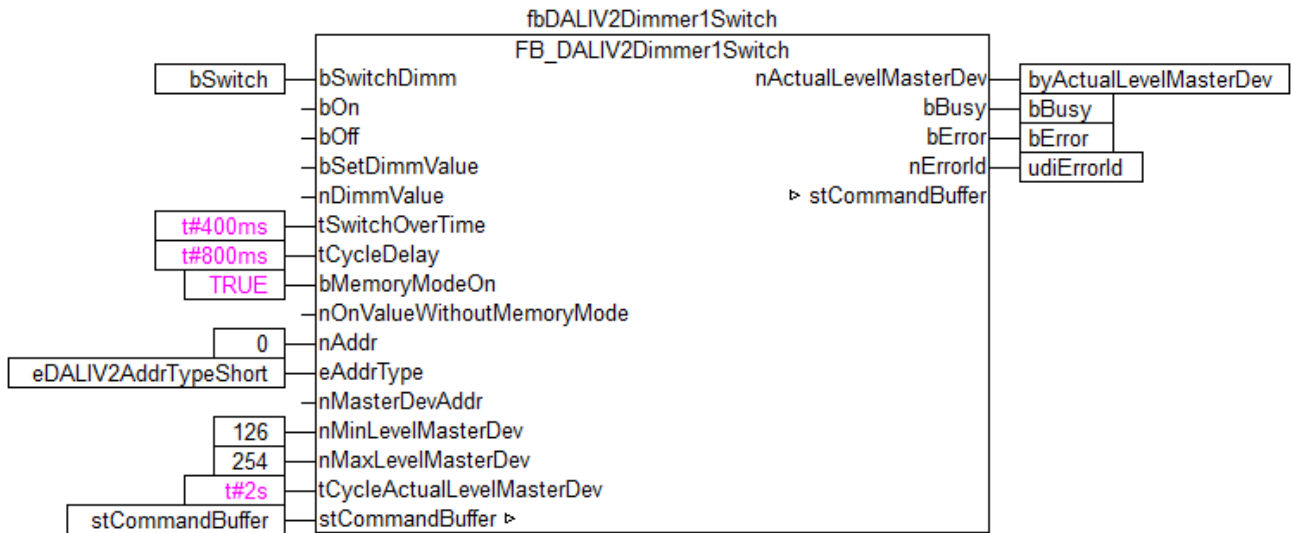 fbDALIV2Dimmer1Switch
FB_DALIV2Dimmer1Switch
bSwitch bSwitchDimm nActualLevelMasterDev byActualLevelMasterDev
bOn bBusy bBusy
bOff bError bError
bSetDimmValue nErrorId udiErrorId
nDimmValue ▹ stCommandBuffer
t#400ms tSwitchOverTime
t#800ms tCycleDelay
TRUE bMemoryModeOn
nOnValueWithoutMemoryMode
0 nAddr
eDALIV2AddrTypeShort eAddrType
nMasterDevAddr
126 nMinLevelMasterDev
254 nMaxLevelMasterDev
t#2s tCycleActualLevelMasterDev
stCommandBuffer stCommandBuffer ▹